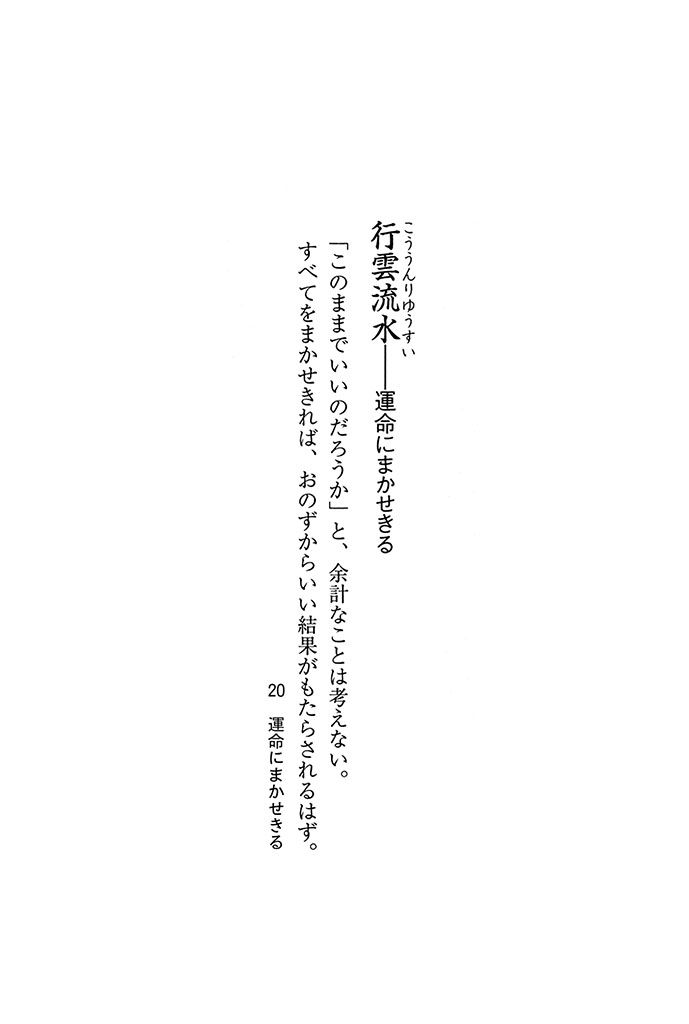 行雲流水――運命にまかせきる
こううんりゆうすい
「このままでいいのだろうか」と、余計なことは考えない。
すべてをまかせきれば、おのずからいい結果がもたらされるはず。
20 運命にまかせきる